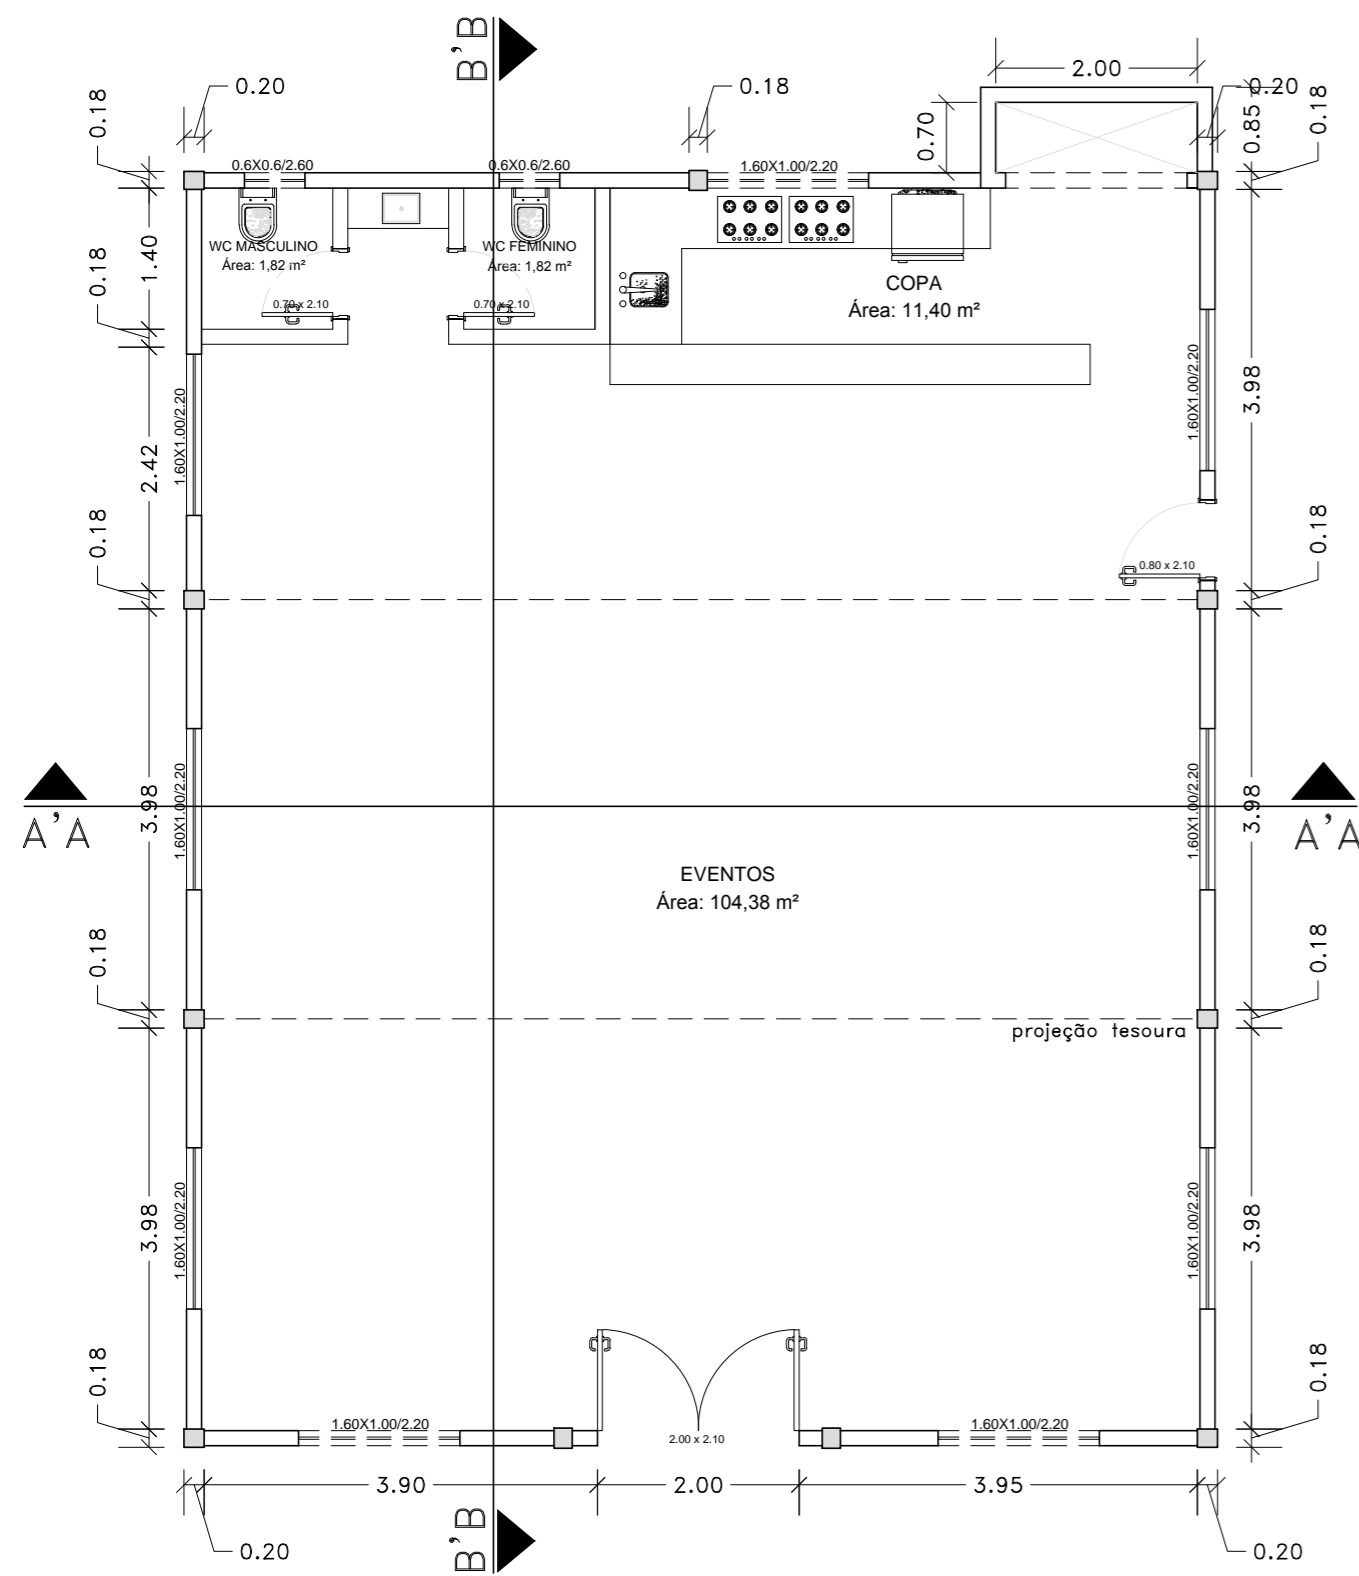 B'B
2.00
0.20
0.18
0.20
0.18
0.18
0.85
0.70
0.6X0.6/2.60
0.6X0.6/2.60
1.60X1.00/2.20
1.40
WC MASCULINO
Área: 1,82 m²
WC FEMININO
Área: 1,82 m²
COPA
Área: 11,40 m²
0.18
0.70 x 2.10
0.70 x 2.10
1.60X1.00/2.20
1.60X1.00/2.20
3.98
2.42
0.18
0.18
0.80 x 2.10
A'A
3.98
1.60X1.00/2.20
1.60X1.00/2.20
3.98
A'A
EVENTOS
Área: 104,38 m²
0.18
0.18
projeção tesoura
3.98
1.60X1.00/2.20
1.60X1.00/2.20
3.98
0.18
0.18
1.60X1.00/2.20
2.00 x 2.10
1.60X1.00/2.20
3.90
2.00
3.95
0.20
B'B
0.20